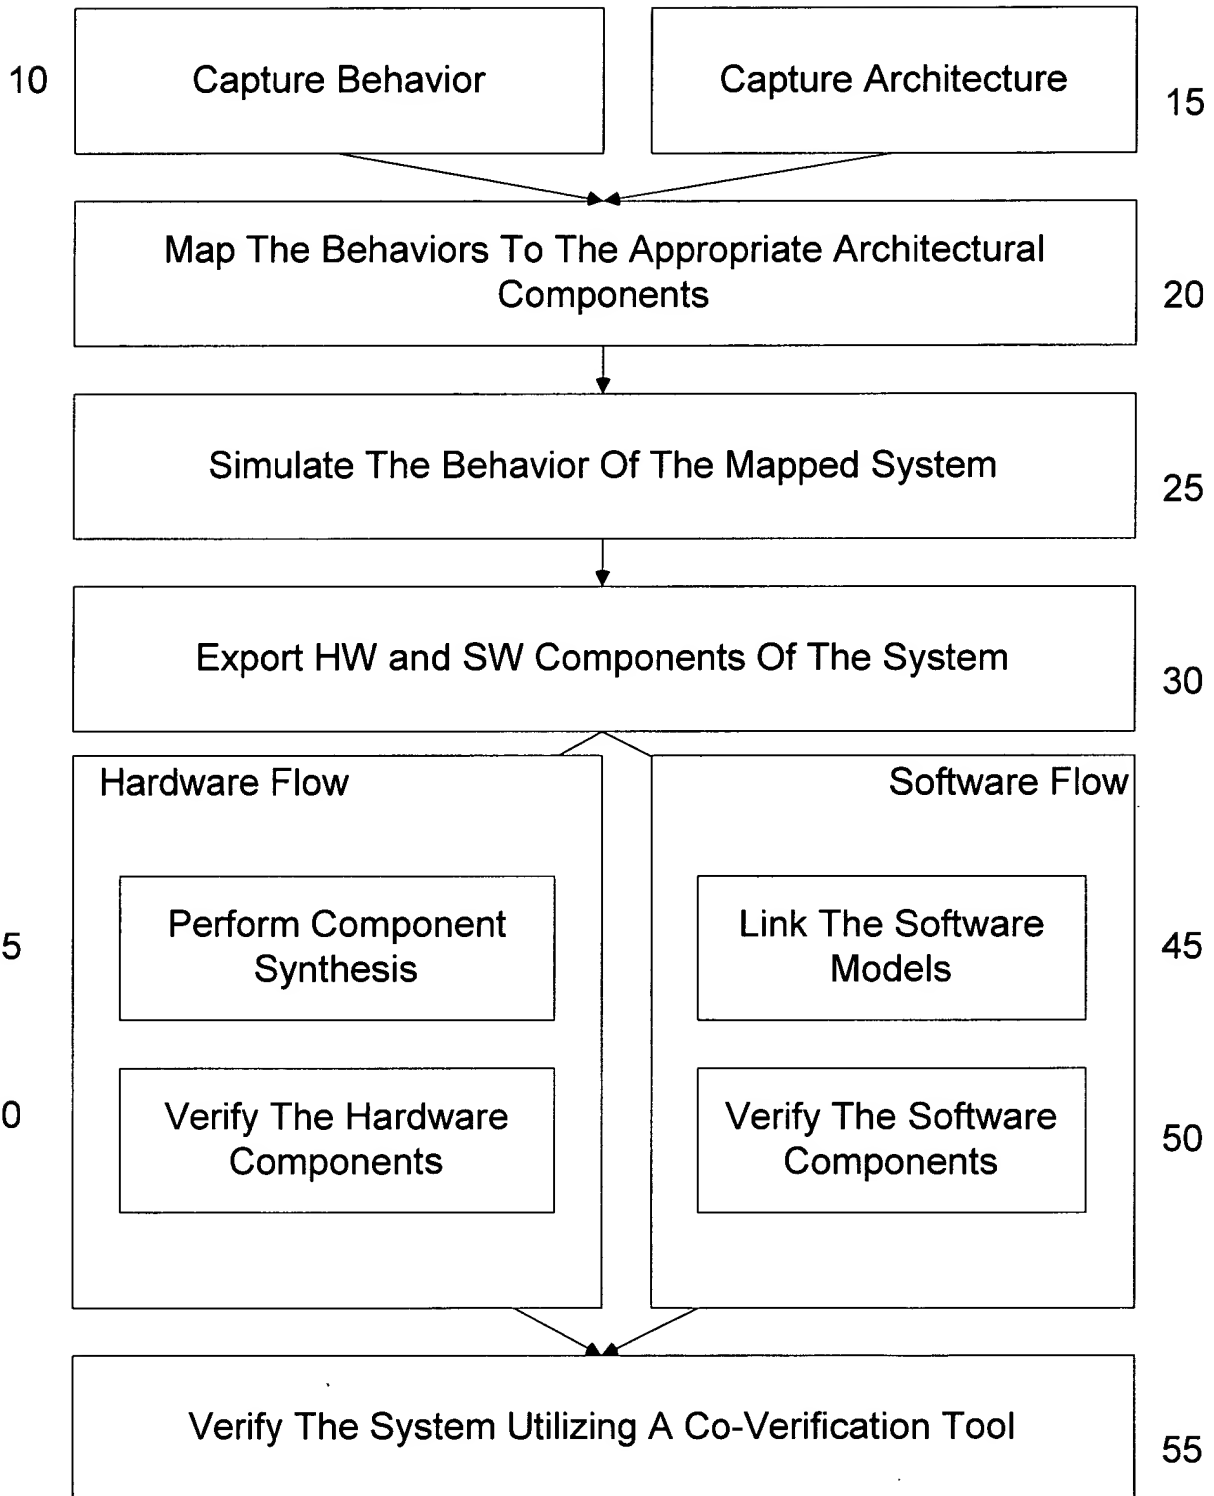 10
Capture Behavior
Capture Architecture
15
Map The Behaviors To The Appropriate Architectural
Components
20
Simulate The Behavior Of The Mapped System
25
Export HW and SW Components Of The System
30
Hardware Flow
Software Flow
5
Perform Component
Synthesis
Link The Software
Models
45
0
Verify The Hardware
Components
Verify The Software
Components
50
Verify The System Utilizing A Co-Verification Tool
55